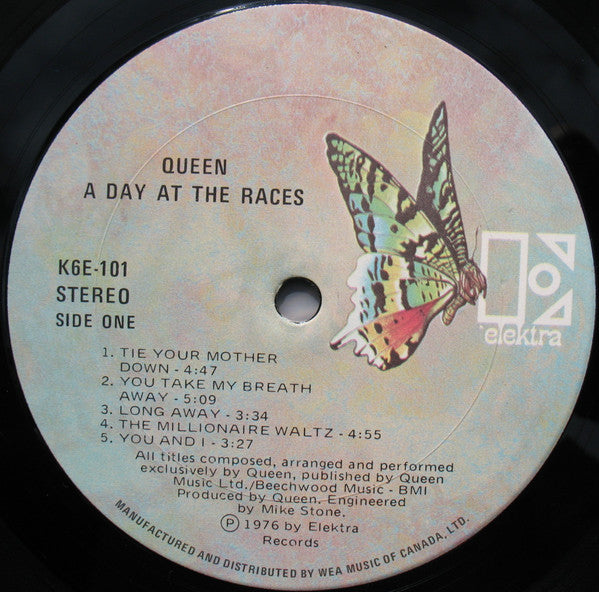 QUEEN
A DAY AT THE RACES
K6E-101
STEREO
SIDE ONE
elektra
1. TIE YOUR MOTHER
DOWN - 4:47
2. YOU TAKE MY BREATH
AWAY - 5:09
3. LONG AWAY - 3:34
4. THE MILLIONAIRE WALTZ - 4:55
5. YOU AND I - 3:27
All titles composed, arranged and performed
exclusively by Queen, published by Queen
Music Ltd./Beechwood Music - BMI
Produced by Queen. Engineered
by Mike Stone.
℗ 1976 by Elektra
Records
MANUFACTURED AND DISTRIBUTED BY WEA MUSIC OF CANADA, LTD.